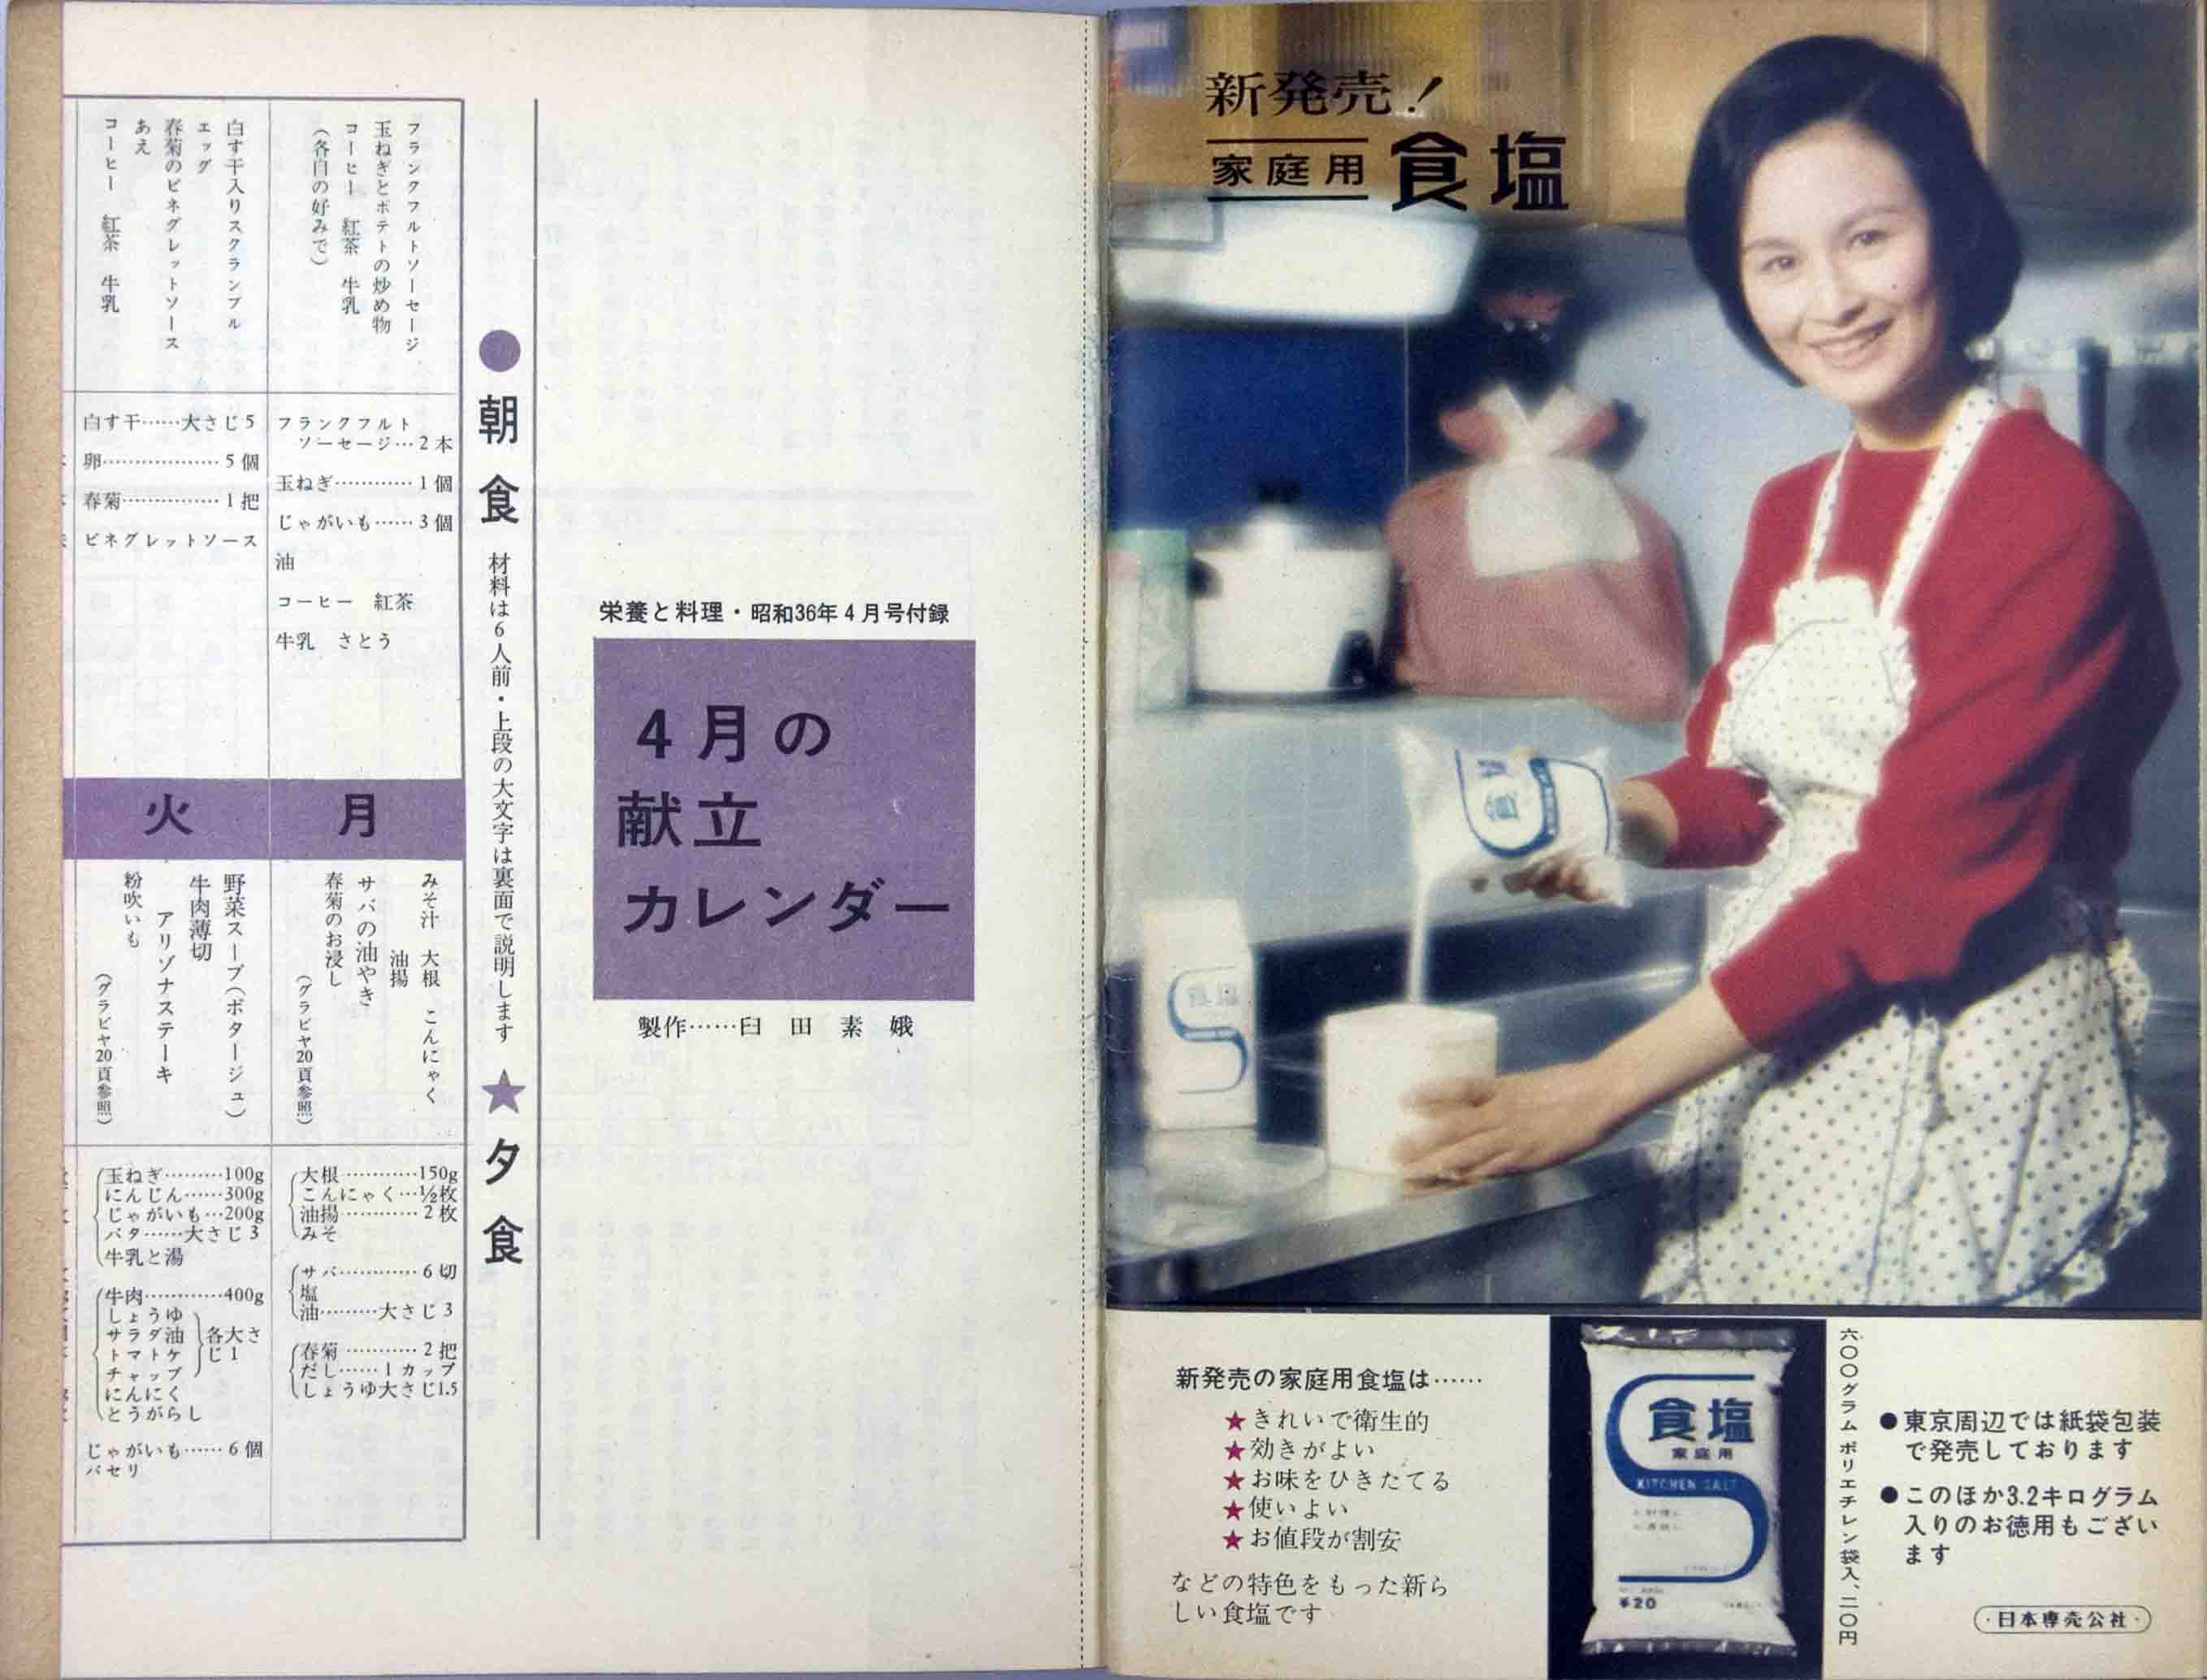 新発売！
家庭用 食塩
新発売の家庭用食塩は……
★きれいで衛生的
★効きがよい
★お味をひきたてる
★使いよい
★お値段が割安
などの特色をもった新ら
しい食塩です
食塩
家庭用
KITCHEN SALT
¥20
六〇〇グラム ポリエチレン袋入、二〇円
●東京周辺では紙袋包装
で発売しております
●このほか3.2キログラム
入りのお徳用もござい
ます
・日本専売公社・
栄養と料理・昭和36年4月号付録
4月の
献立
カレンダー
製作……臼田素娥
●朝食 材料は6人前・上段の大文字は裏面で説明します ★夕食
フランクフルトソーセージ
玉ねぎとポテトの炒め物
コーヒー 紅茶 牛乳
（各自の好みで）
フランクフルト
ソーセージ…2本
玉ねぎ…………1個
じゃがいも……3個
油
コーヒー 紅茶
牛乳 さとう
月
みそ汁 大根 こんにゃく
油揚
サバの油やき
春菊のお浸し
（グラビヤ20頁参照）
大根…………150g
こんにゃく…½枚
油揚…………2枚
みそ
サバ…………6切
塩
油………大さじ3
春菊…………2把
だし……1カップ
しょうゆ大さじ1.5
白す干入りスクランブル
エッグ
春菊のビネグレットソース
あえ
コーヒー 紅茶 牛乳
白す干……大さじ5
卵………………5個
春菊……………1把
ビネグレットソース
火
野菜スープ（ポタージュ）
牛肉薄切
アリゾナステーキ
粉吹いも
（グラビヤ20頁参照）
玉ねぎ………100g
にんじん……300g
じゃがいも…200g
バタ……大さじ3
牛乳と湯
牛肉…………400g
しょうゆ
サラダ油
トマトケ
チャップ
各大さ
じ1
にんにく
とうがらし
じゃがいも……6個
パセリ